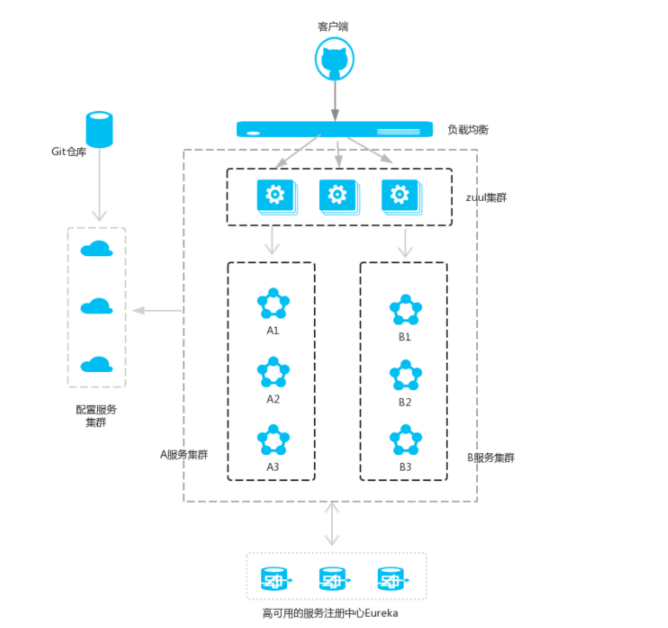 客户端
负载均衡
Git仓库
zuul集群
A1
B1
A2
B2
A3
B3
配置服务
集群
A服务集群
B服务集群
高可用的服务注册中心Eureka